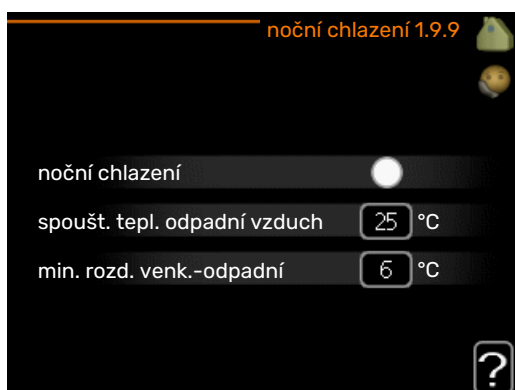 noční chlazení 1.9.9
noční chlazení
spoušt. tepl. odpadní vzduch 25 °C
min. rozd. venk.-odpadní 6 °C
?